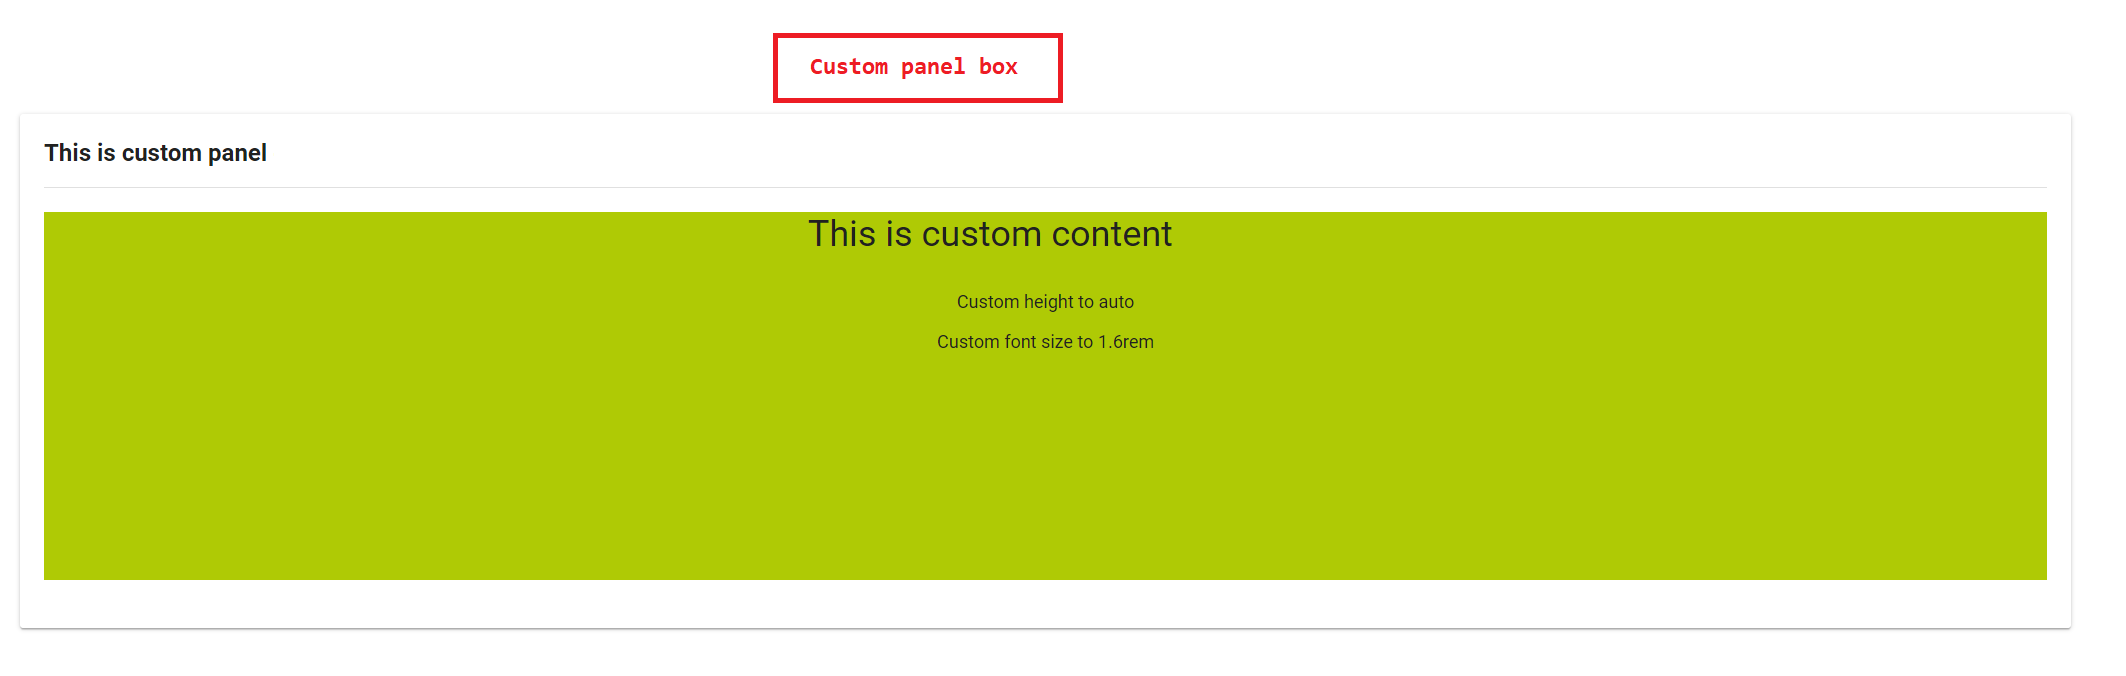 Custom panel box
This is custom panel
This is custom content
Custom height to auto
Custom font size to 1.6rem